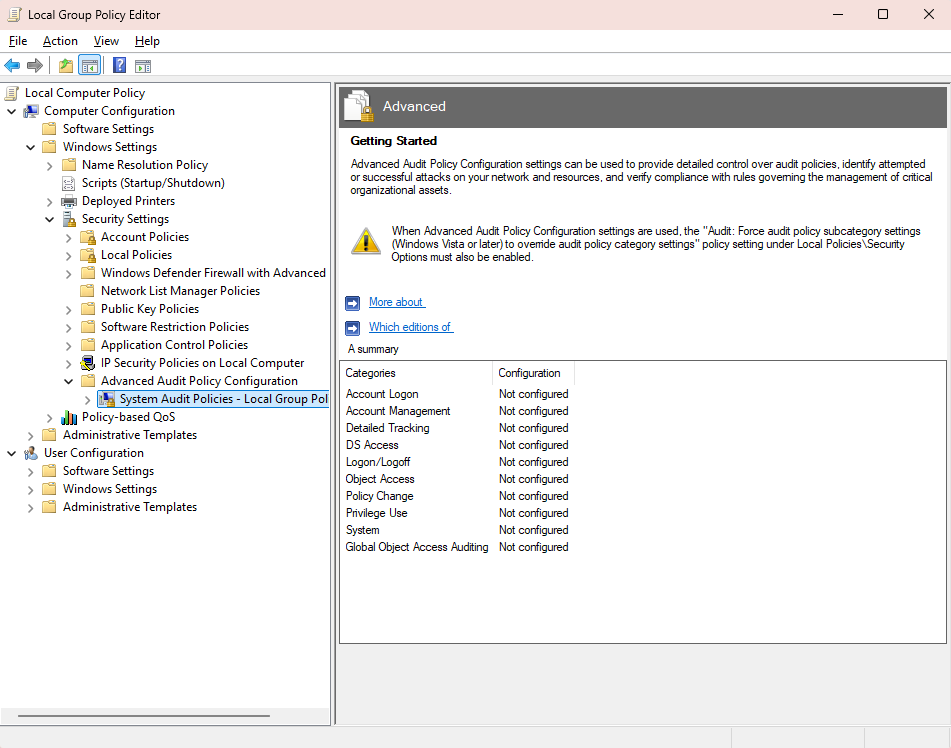 Local Group Policy Editor
File Action View Help
Local Computer Policy
Computer Configuration
Software Settings
Windows Settings
Name Resolution Policy
Scripts (Startup/Shutdown)
Deployed Printers
Security Settings
Account Policies
Local Policies
Windows Defender Firewall with Advanced
Network List Manager Policies
Public Key Policies
Software Restriction Policies
Application Control Policies
IP Security Policies on Local Computer
Advanced Audit Policy Configuration
System Audit Policies - Local Group Pol
Policy-based QoS
Administrative Templates
User Configuration
Software Settings
Windows Settings
Administrative Templates
Advanced
Getting Started
Advanced Audit Policy Configuration settings can be used to provide detailed control over audit policies, identify attempted
or successful attacks on your network and resources, and verify compliance with rules governing the management of critical
organizational assets.
When Advanced Audit Policy Configuration settings are used, the "Audit: Force audit policy subcategory settings
(Windows Vista or later) to override audit policy category settings" policy setting under Local Policies\Security
Options must also be enabled.
More about
Which editions of
A summary
Categories Configuration
Account Logon Not configured
Account Management Not configured
Detailed Tracking Not configured
DS Access Not configured
Logon/Logoff Not configured
Object Access Not configured
Policy Change Not configured
Privilege Use Not configured
System Not configured
Global Object Access Auditing Not configured